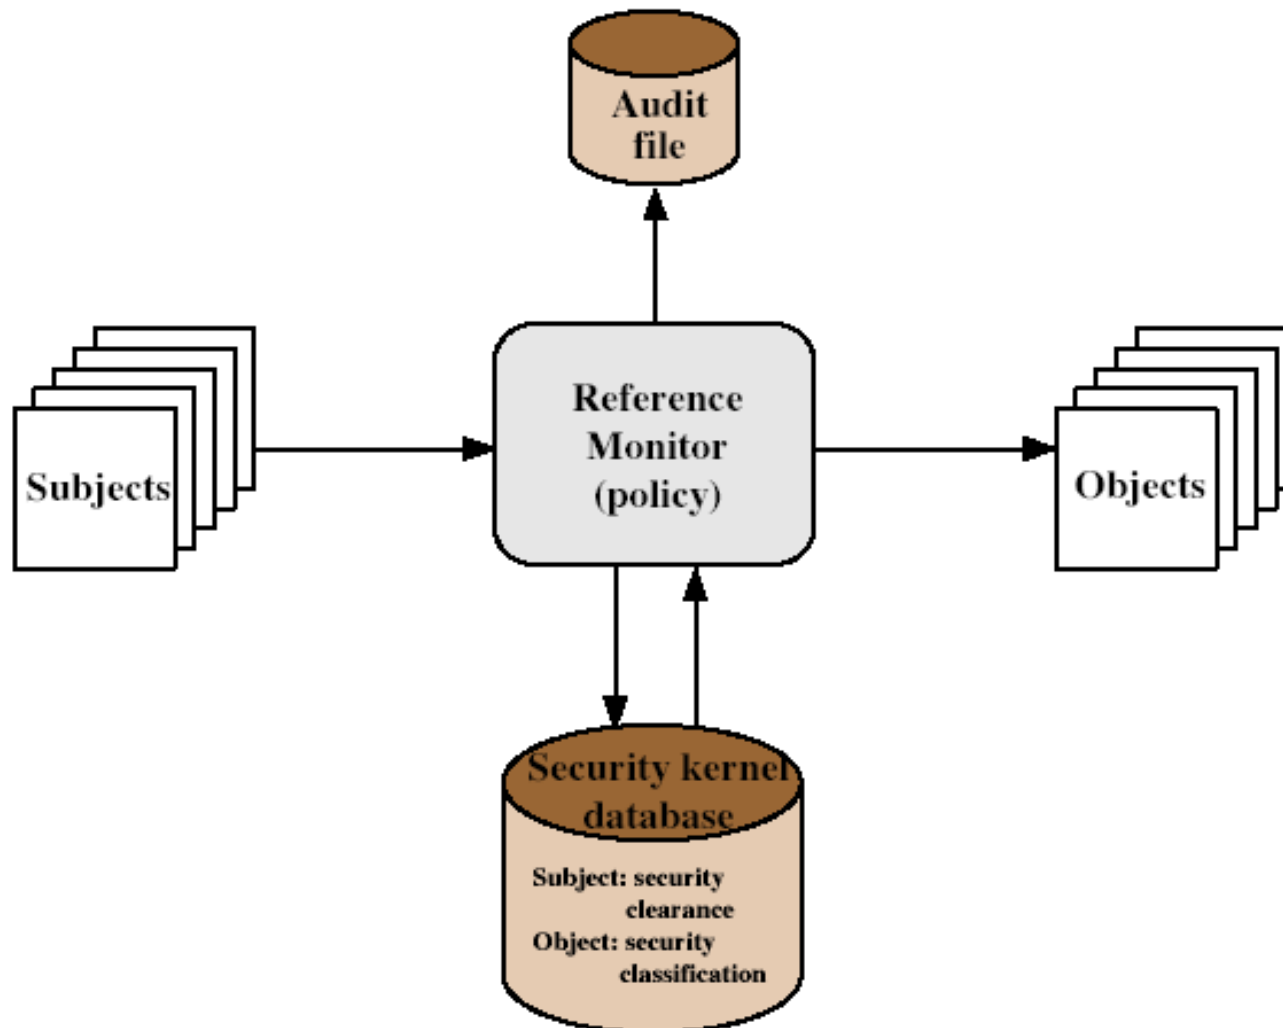 Audit
file
Reference
Monitor
(policy)
Subjects
Objects
Security kernel
database
Subject: security
clearance
Object: security
classification